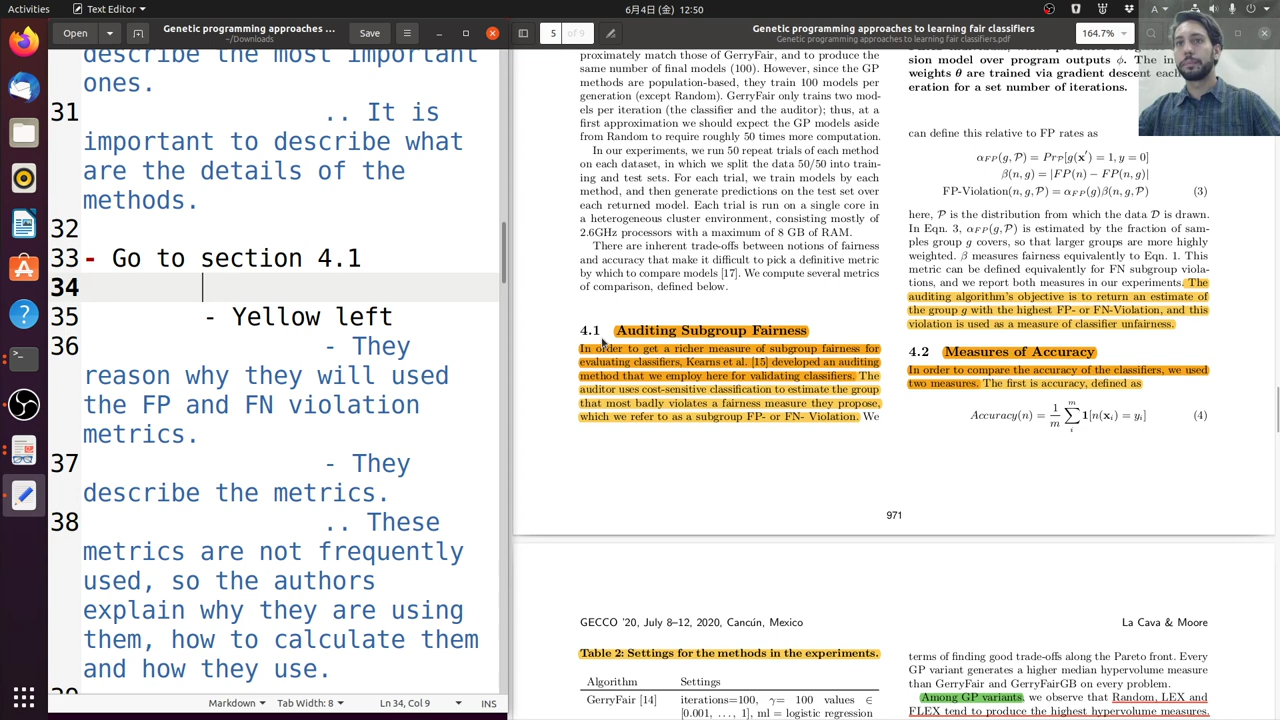 Activities
Text Editor
6月4日 (金) 12:50
A
Open
Genetic programming approaches ...
~/Downloads
Save
describe the most important
ones.
31 .. It is
important to describe what
are the details of the
methods.
32
33 - Go to section 4.1
34
35 - Yellow left
36 - They
reason why they will used
the FP and FN violation
metrics.
37 - They
describe the metrics.
38 .. These
metrics are not frequently
used, so the authors
explain why they are using
them, how to calculate them
and how they use.
Markdown
Tab Width: 8
Ln 34, Col 9
INS
5 of 9
Genetic programming approaches to learning fair classifiers
Genetic programming approaches to learning fair classifiers.pdf
164.7%
proximately match those of GerryFair, and to produce the
same number of final models (100). However, since the GP
methods are population-based, they train 100 models per
generation (except Random). GerryFair only trains two mod-
els per iteration (the classifier and the auditor); thus, at a
first approximation we should expect the GP models aside
from Random to require roughly 50 times more computation.
In our experiments, we run 50 repeat trials of each method
on each dataset, in which we split the data 50/50 into train-
ing and test sets. For each trial, we train models by each
method, and then generate predictions on the test set over
each returned model. Each trial is run on a single core in
a heterogeneous cluster environment, consisting mostly of
2.6GHz processors with a maximum of 8 GB of RAM.
There are inherent trade-offs between notions of fairness
and accuracy that make it difficult to pick a definitive metric
by which to compare models [17]. We compute several metrics
of comparison, defined below.
4.1 Auditing Subgroup Fairness
In order to get a richer measure of subgroup fairness for
evaluating classifiers, Kearns et al. [15] developed an auditing
method that we employ here for validating classifiers. The
auditor uses cost-sensitive classification to estimate the group
that most badly violates a fairness measure they propose,
which we refer to as a subgroup FP- or FN- Violation. We
sion model over program outputs ϕ. The in
weights θ are trained via gradient descent each
eration for a set number of iterations.
can define this relative to FP rates as
α_FP(g, P) = Pr_P[g(x′) = 1, y = 0]
β(n, g) = |FP(n) − FP(n, g)|
FP-Violation(n, g, P) = α_FP(g)β(n, g, P) (3)
here, P is the distribution from which the data D is drawn.
In Eqn. 3, α_FP(g, P) is estimated by the fraction of sam-
ples group g covers, so that larger groups are more highly
weighted. β measures fairness equivalently to Eqn. 1. This
metric can be defined equivalently for FN subgroup viola-
tions, and we report both measures in our experiments. The
auditing algorithm's objective is to return an estimate of
the group g with the highest FP- or FN-Violation, and this
violation is used as a measure of classifier unfairness.
4.2 Measures of Accuracy
In order to compare the accuracy of the classifiers, we used
two measures. The first is accuracy, defined as
Accuracy(n) = 1/m ∑_i^m 1[n(x_i) = y_i] (4)
971
GECCO '20, July 8–12, 2020, Cancún, Mexico
La Cava & Moore
Table 2: Settings for the methods in the experiments.
Algorithm Settings
GerryFair [14] iterations=100, γ= 100 values ∈
[0.001, ..., 1], ml = logistic regression
terms of finding good trade-offs along the Pareto front. Every
GP variant generates a higher median hypervolume measure
than GerryFair and GerryFairGB on every problem.
Among GP variants, we observe that Random, LEX and
FLEX tend to produce the highest hypervolume measures,